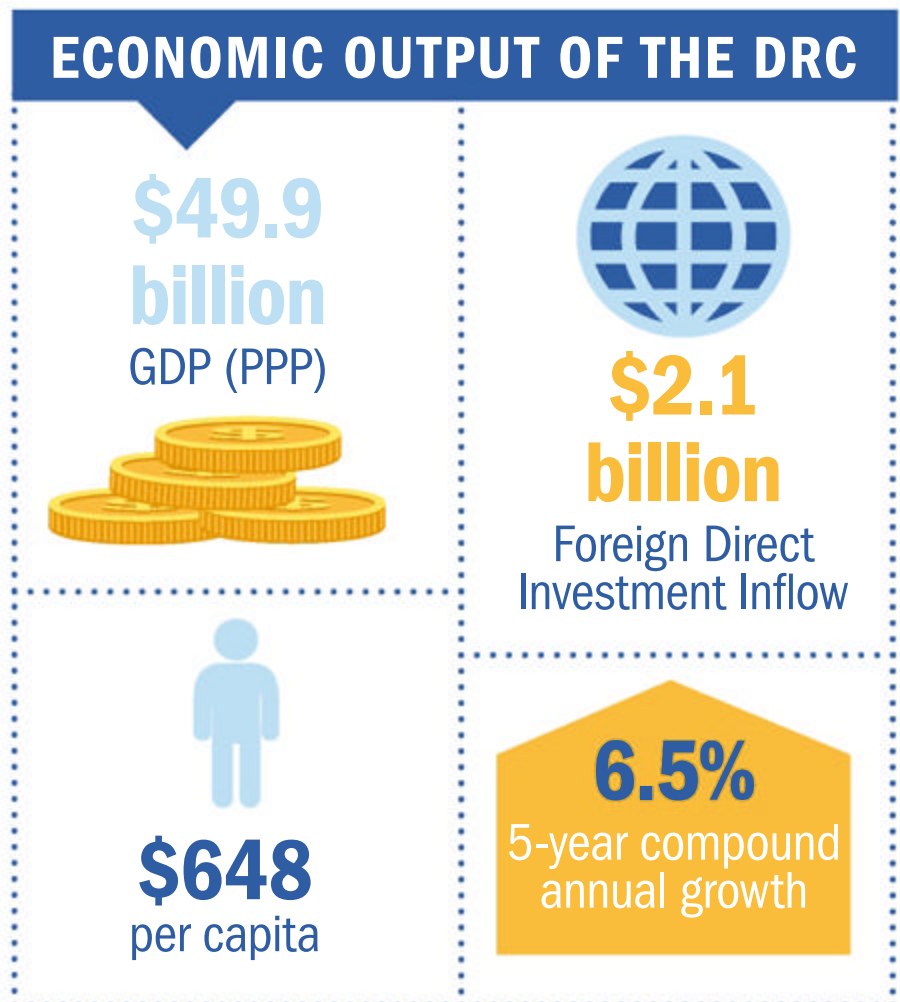 ECONOMIC OUTPUT OF THE DRC
$49.9
billion
GDP (PPP)
$2.1
billion
Foreign Direct
Investment Inflow
$648
per capita
6.5%
5-year compound
annual growth